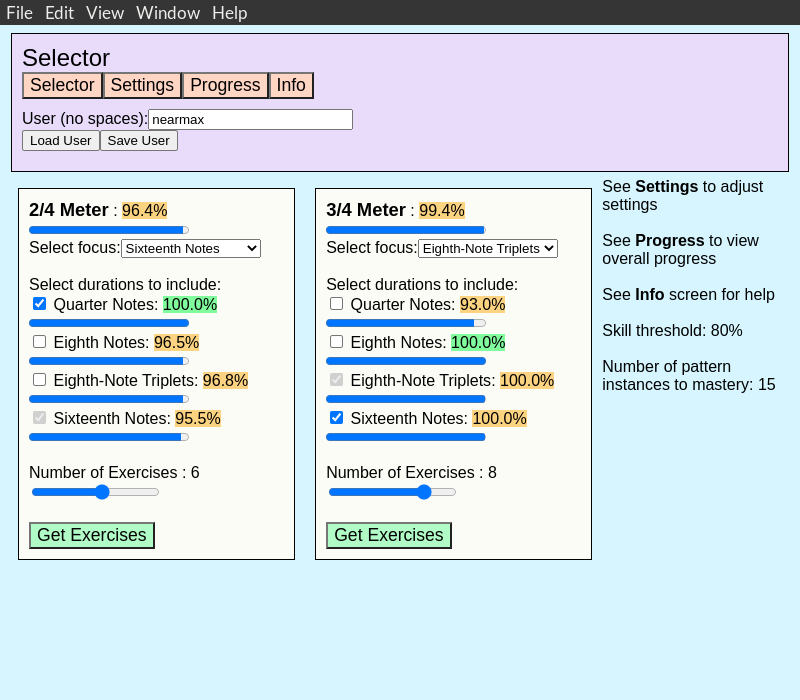 File Edit View Window Help
Selector
Selector Settings Progress Info
User (no spaces): nearmax
Load User Save User
2/4 Meter : 96.4%
Select focus: Sixteenth Notes
Select durations to include:
Quarter Notes: 100.0%
Eighth Notes: 96.5%
Eighth-Note Triplets: 96.8%
Sixteenth Notes: 95.5%
Number of Exercises : 6
Get Exercises
3/4 Meter : 99.4%
Select focus: Eighth-Note Triplets
Select durations to include:
Quarter Notes: 93.0%
Eighth Notes: 100.0%
Eighth-Note Triplets: 100.0%
Sixteenth Notes: 100.0%
Number of Exercises : 8
Get Exercises
See Settings to adjust
settings
See Progress to view
overall progress
See Info screen for help
Skill threshold: 80%
Number of pattern
instances to mastery: 15